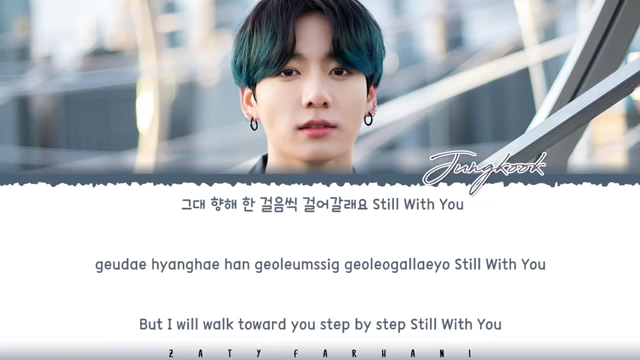 Jungkook
그대 향해 한 걸음씩 걸어갈래요 Still With You
geudae hyanghae han geoleumssig geoleogallaeyo Still With You
But I will walk toward you step by step Still With You
ZATY FARHANI